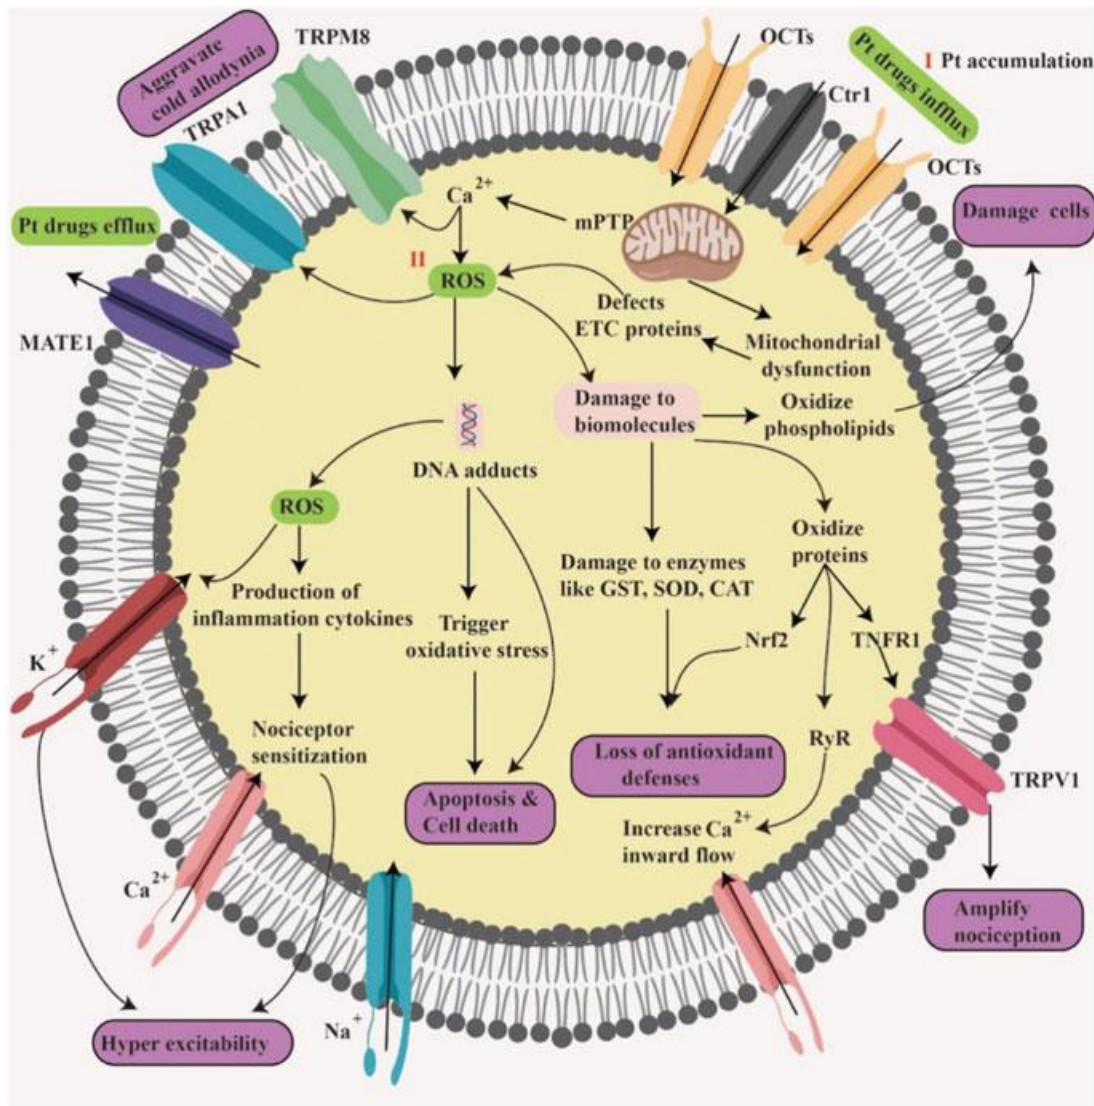 TRPM8
OCTs
Aggravate
cold allodynia
I Pt accumulation
Pt drugs infflux
Ctr1
TRPA1
OCTs
Ca2+
mPTP
Damage cells
Pt drugs efflux
II
ROS
Defects
ETC proteins
MATE1
Mitochondrial
dysfunction
Damage to
biomolecules
Oxidize
phospholipids
DNA adducts
ROS
Oxidize
proteins
Damage to enzymes
like GST, SOD, CAT
Production of
inflammation cytokines
Trigger
oxidative stress
Nrf2
TNFR1
K+
Nociceptor
sensitization
RyR
Loss of antioxidant
defenses
TRPV1
Apoptosis &
Cell death
Increase Ca2+
inward flow
Ca2+
Amplify
nociception
Na+
Hyper excitability